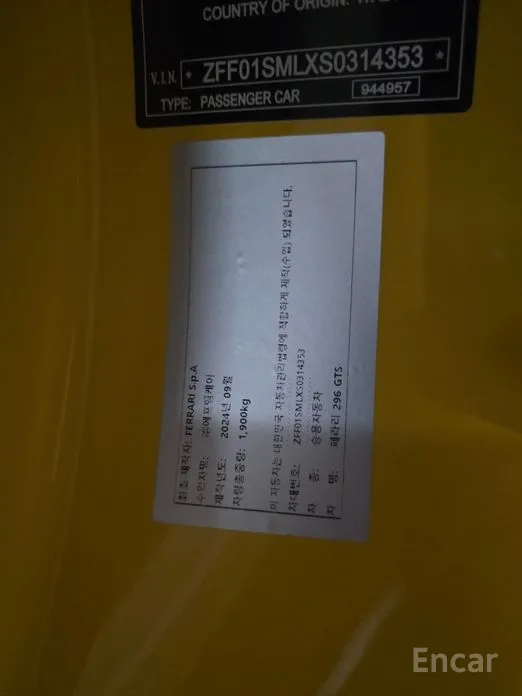 COUNTRY OF ORIGIN:
V.I.N. * ZFF01SMLXS0314353 *
TYPE: PASSENGER CAR 944957
최초 제작자: FERRARI S.p.A
수입자명: ㈜에프엠케이
제작년도: 2024년 09월
차량총중량: 1,900kg
이 자동차는 대한민국 자동차관리법령에 적합하게 제작(수입) 되었습니다.
차대번호: ZFF01SMLXS0314353
차 종: 승용자동차
차 명: 페라리 296 GTS
Encar